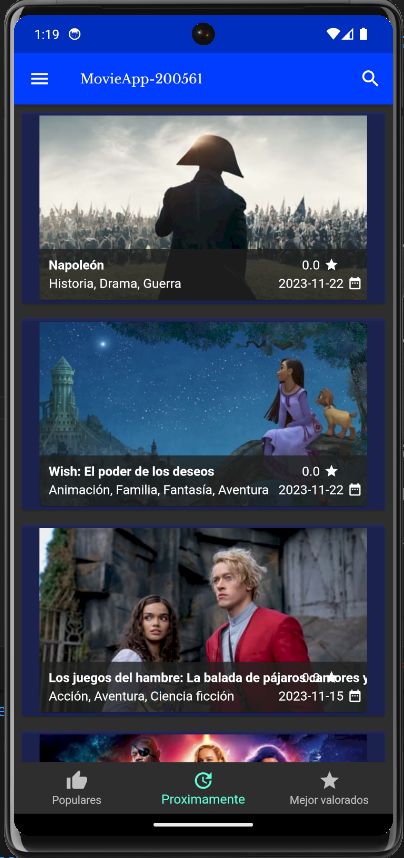 1:19
MovieApp-200561
Napoleón 0.0
Historia, Drama, Guerra 2023-11-22
Wish: El poder de los deseos 0.0
Animación, Familia, Fantasía, Aventura 2023-11-22
Los juegos del hambre: La balada de pájaros cantores y 0.0
Acción, Aventura, Ciencia ficción 2023-11-15
Populares Proximamente Mejor valorados